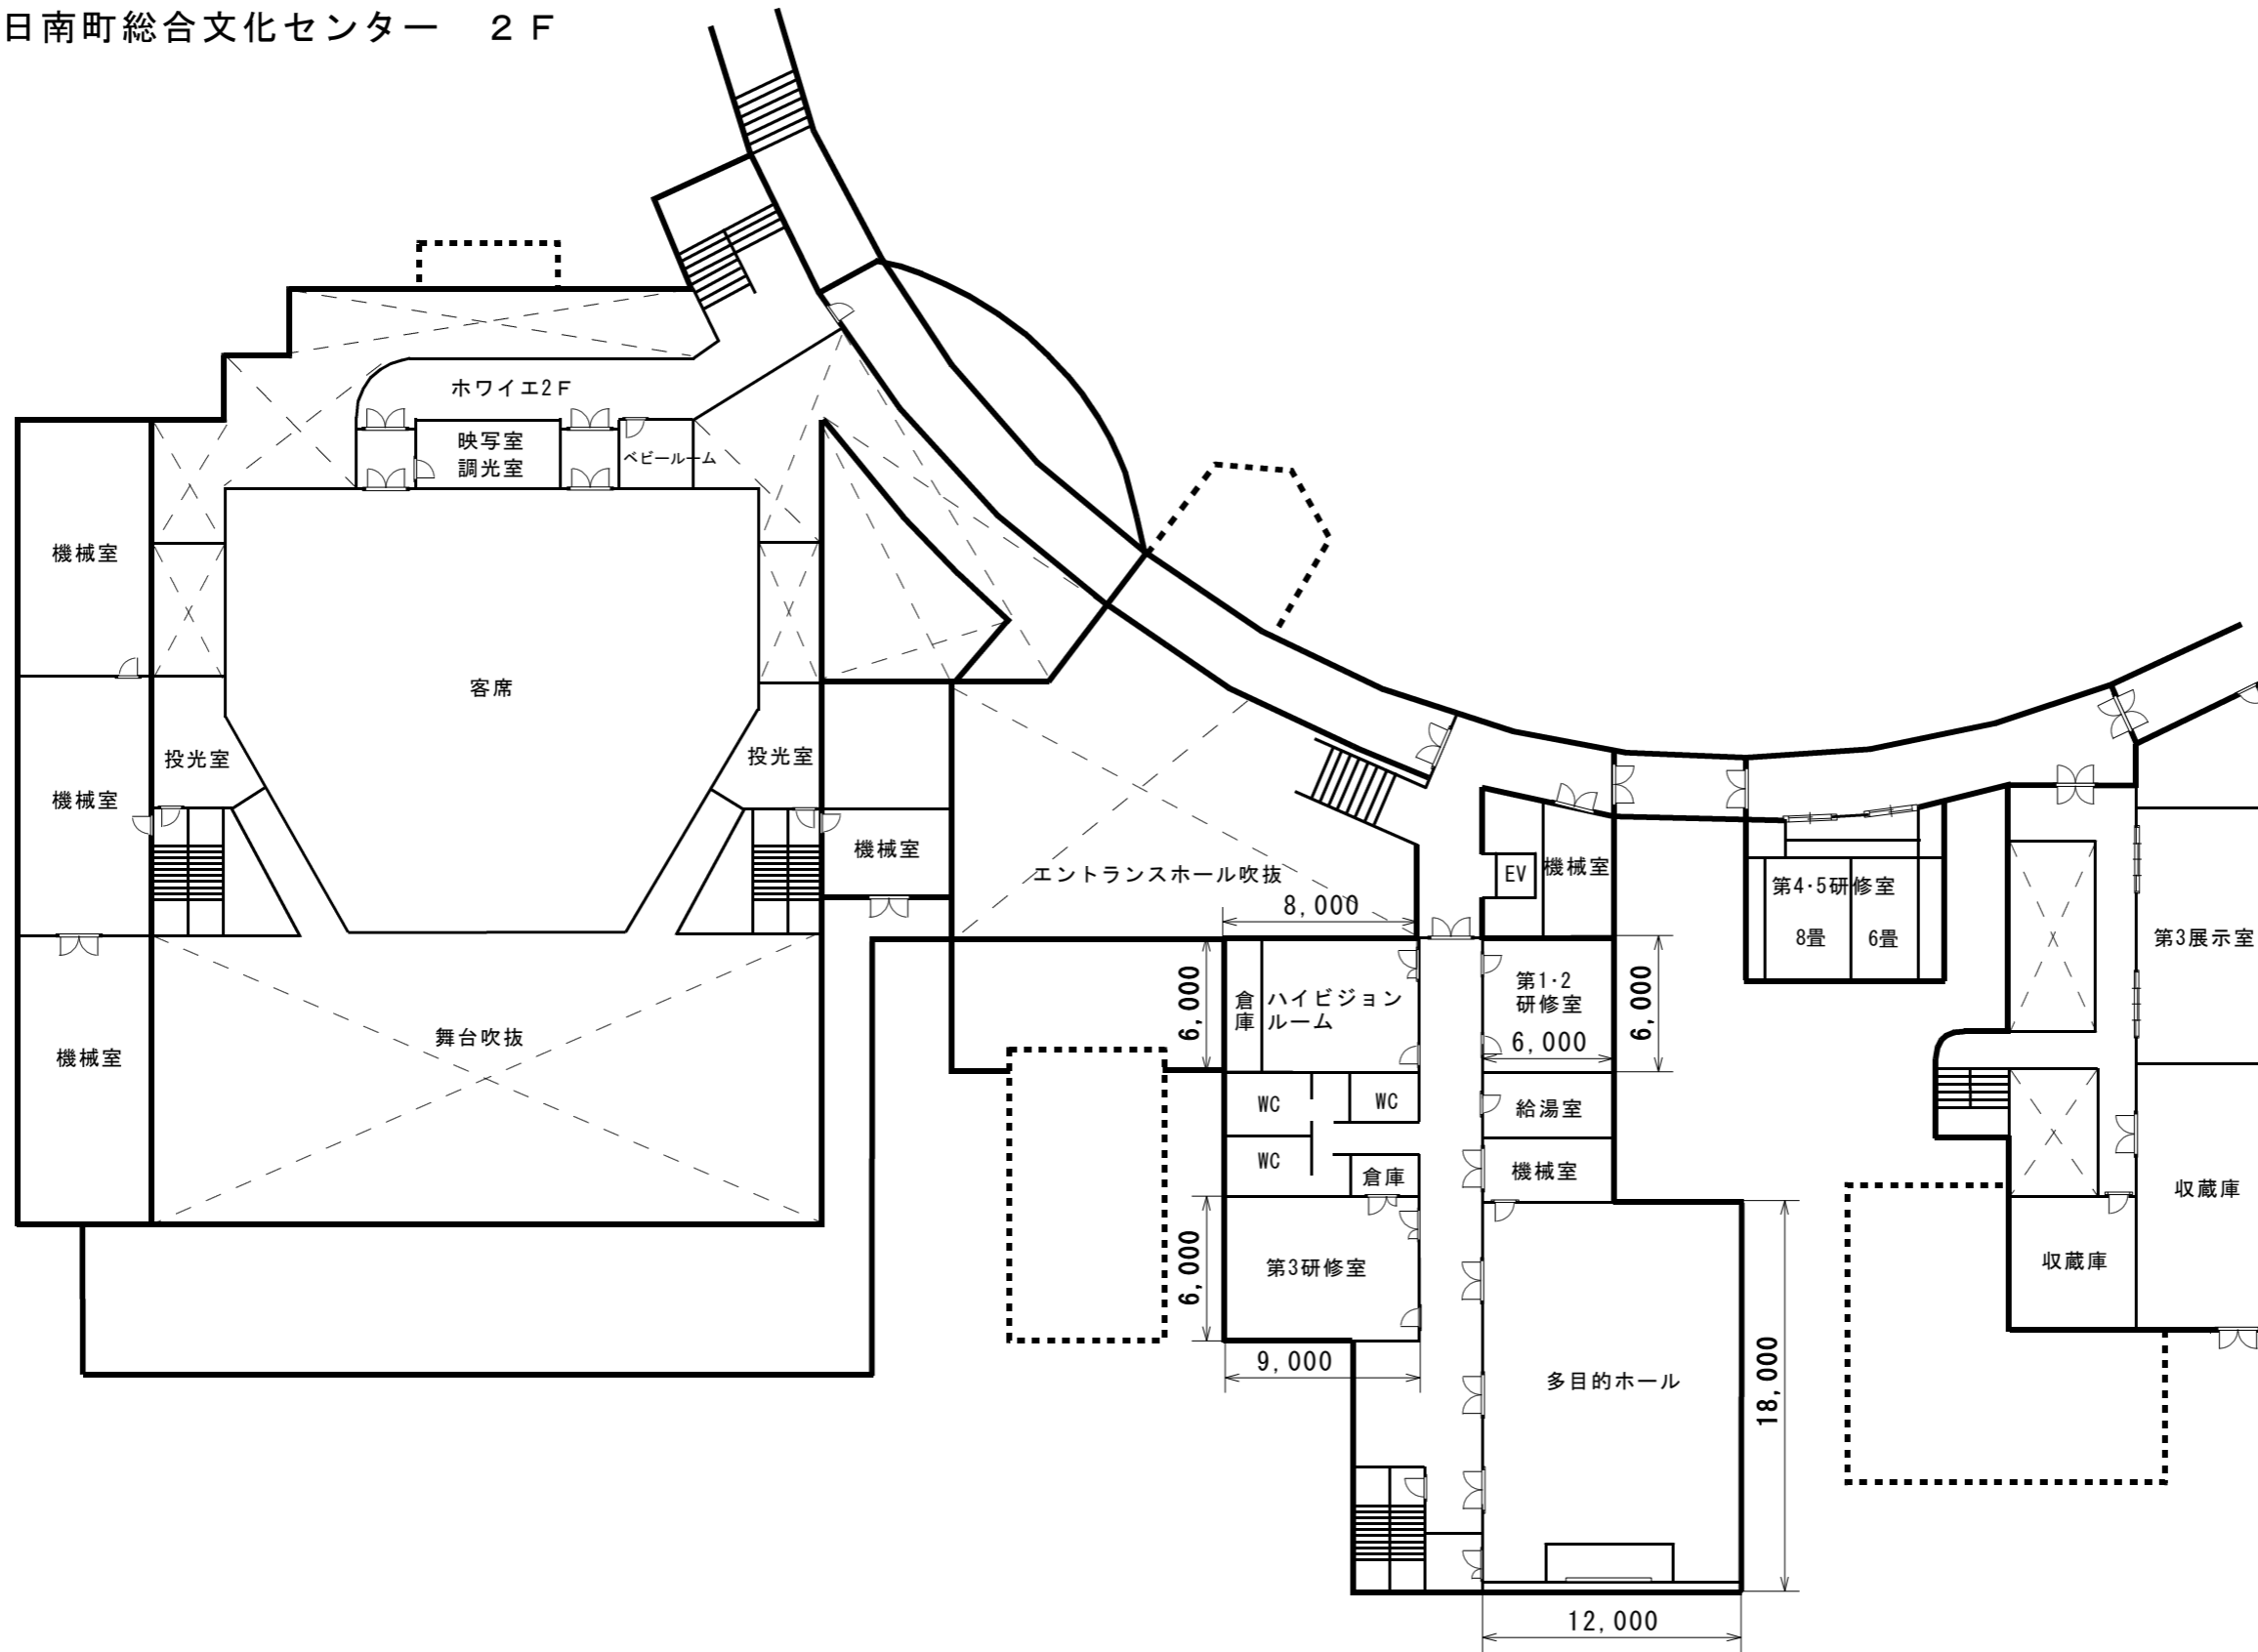 日南町総合文化センター　２Ｆ
ホワイエ2Ｆ
映写室
調光室
ベビールーム
機械室
客席
投光室
投光室
機械室
機械室
エントランスホール吹抜
EV
機械室
第4･5研修室
8畳
6畳
第3展示室
8,000
6,000
倉庫
ハイビジョン
ルーム
第1･2
研修室
6,000
6,000
舞台吹抜
機械室
WC
WC
給湯室
WC
倉庫
機械室
収蔵庫
収蔵庫
6,000
第3研修室
9,000
多目的ホール
18,000
12,000